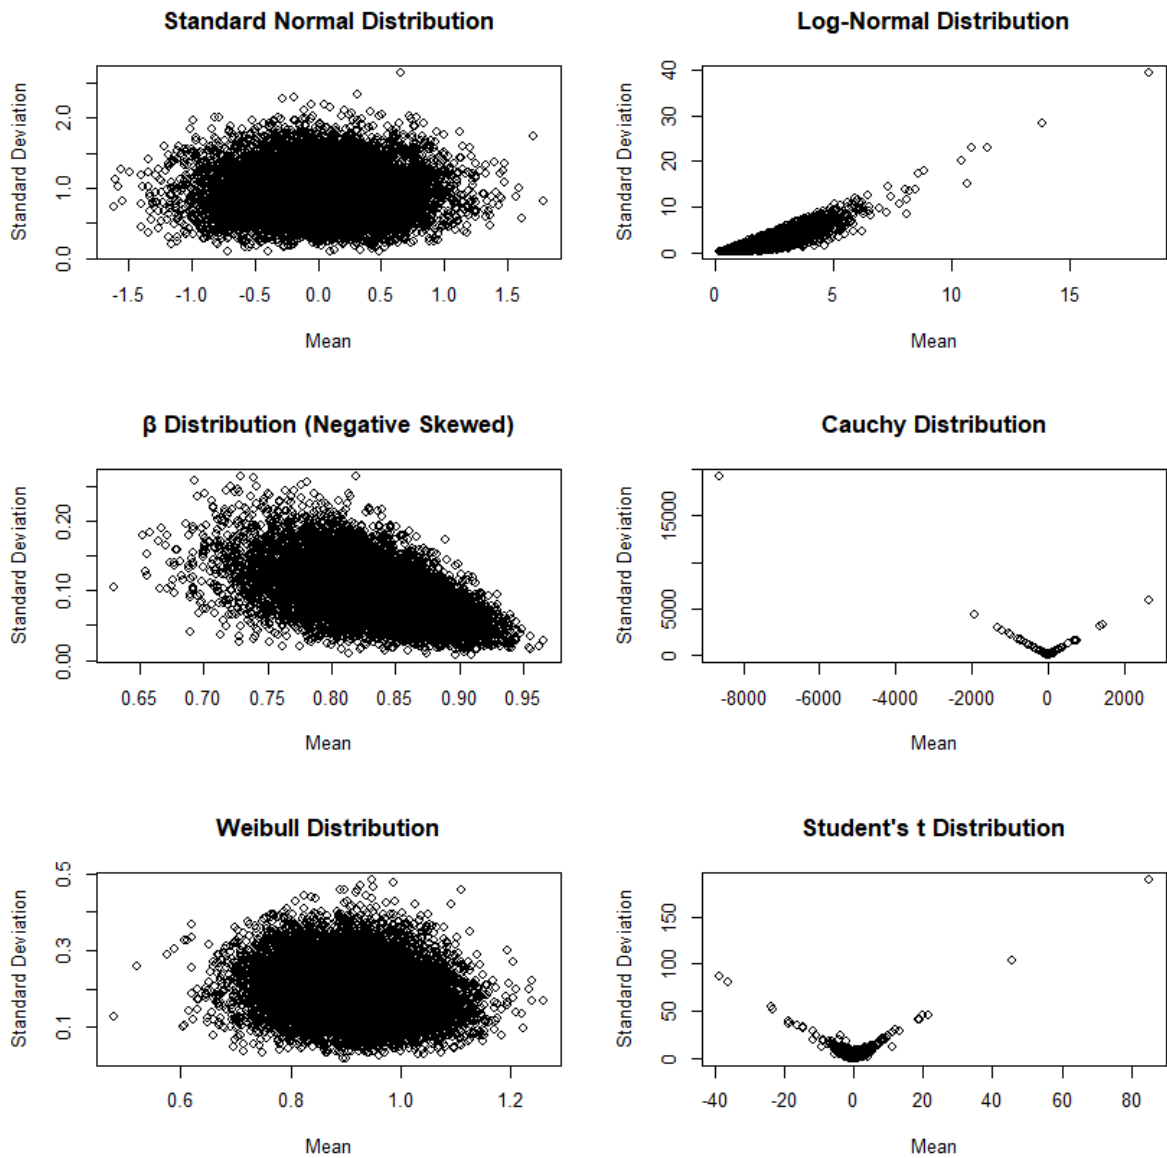 Standard Normal Distribution
Standard Deviation
0.0 1.0 2.0
-1.5 -1.0 -0.5 0.0 0.5 1.0 1.5
Mean
Log-Normal Distribution
Standard Deviation
0 10 20 30 40
0 5 10 15
Mean
β Distribution (Negative Skewed)
Standard Deviation
0.00 0.10 0.20
0.65 0.70 0.75 0.80 0.85 0.90 0.95
Mean
Cauchy Distribution
Standard Deviation
0 5000 15000
-8000 -6000 -4000 -2000 0 2000
Mean
Weibull Distribution
Standard Deviation
0.1 0.3 0.5
0.6 0.8 1.0 1.2
Mean
Student's t Distribution
Standard Deviation
0 50 100 150
-40 -20 0 20 40 60 80
Mean